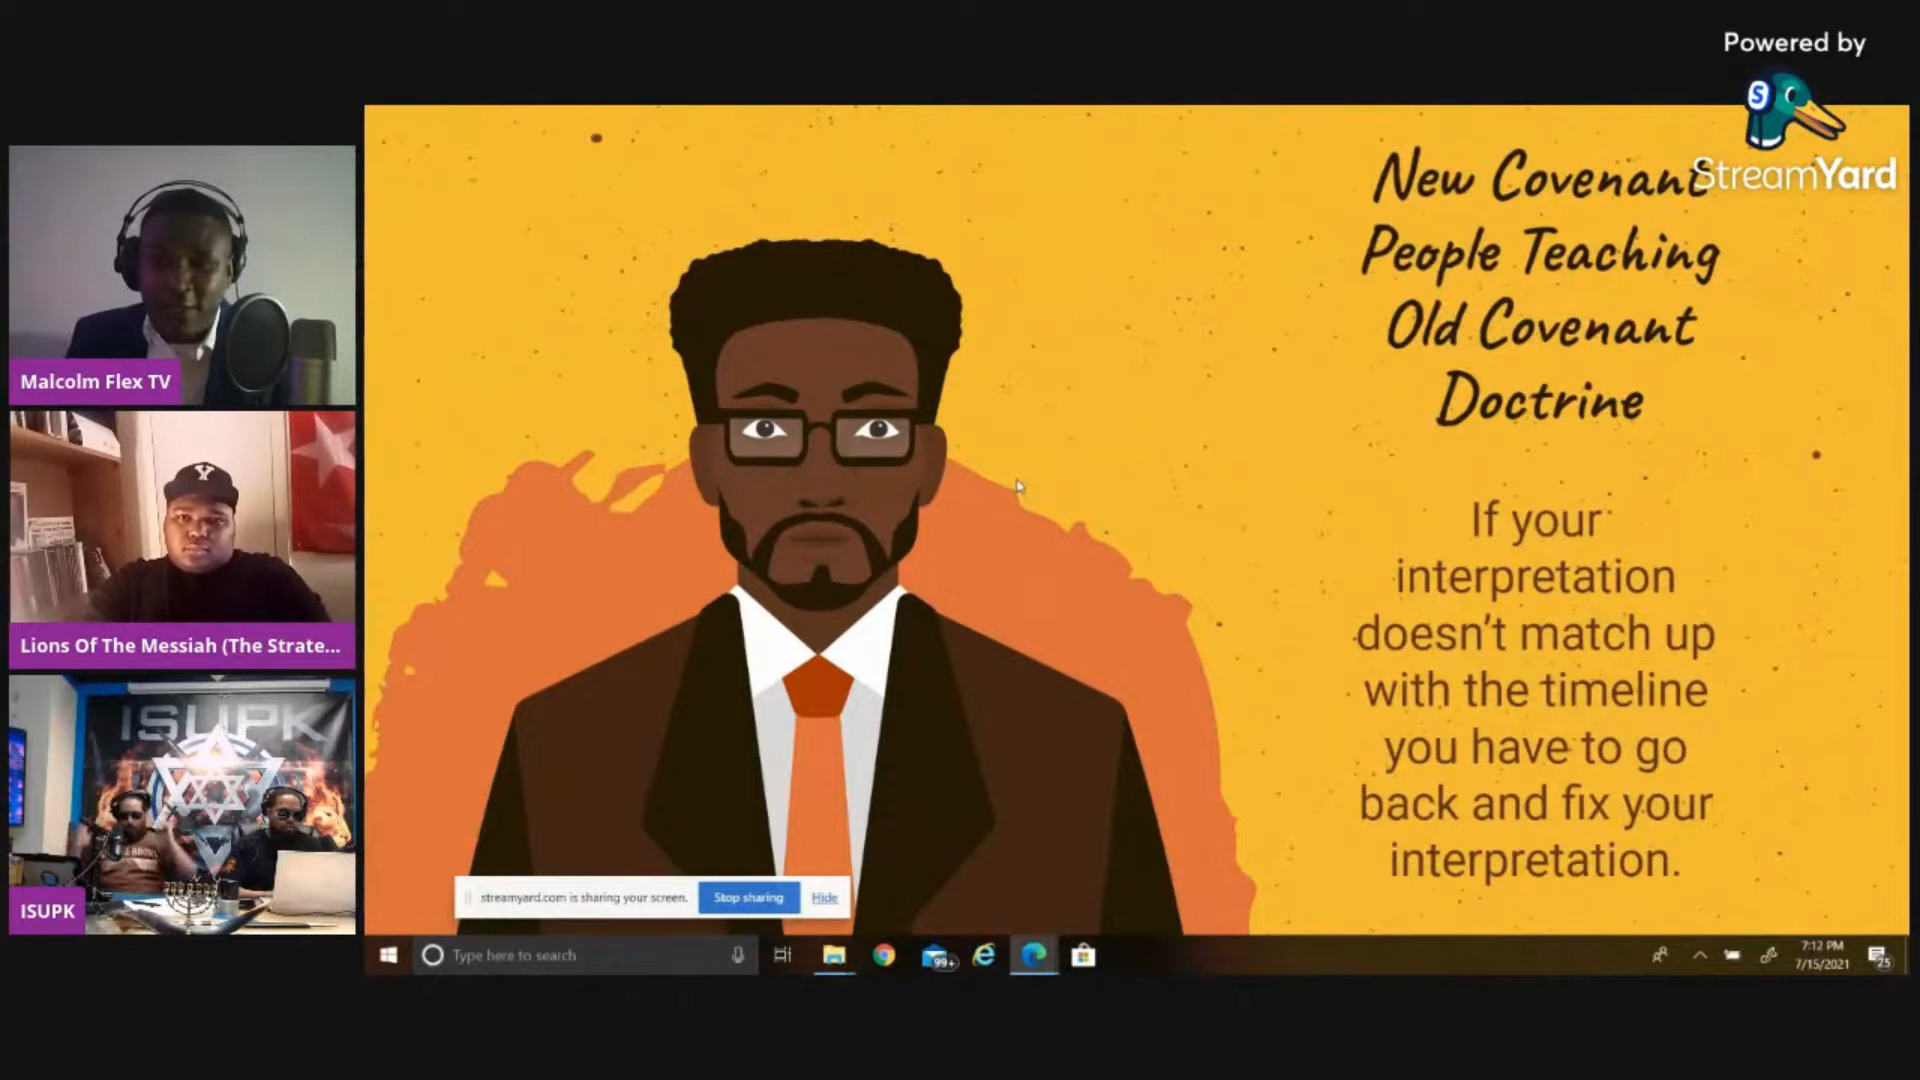 Powered by
S
StreamYard
New Covenant
People Teaching
Old Covenant
Doctrine
If your
interpretation
doesn't match up
with the timeline
you have to go
back and fix your
interpretation.
Malcolm Flex TV
Y
Lions Of The Messiah (The Strate...
ISUPK
ISUPK
streamyard.com is sharing your screen.
Stop sharing
Hide
Type here to search
99+
7:12 PM
7/15/2021
25